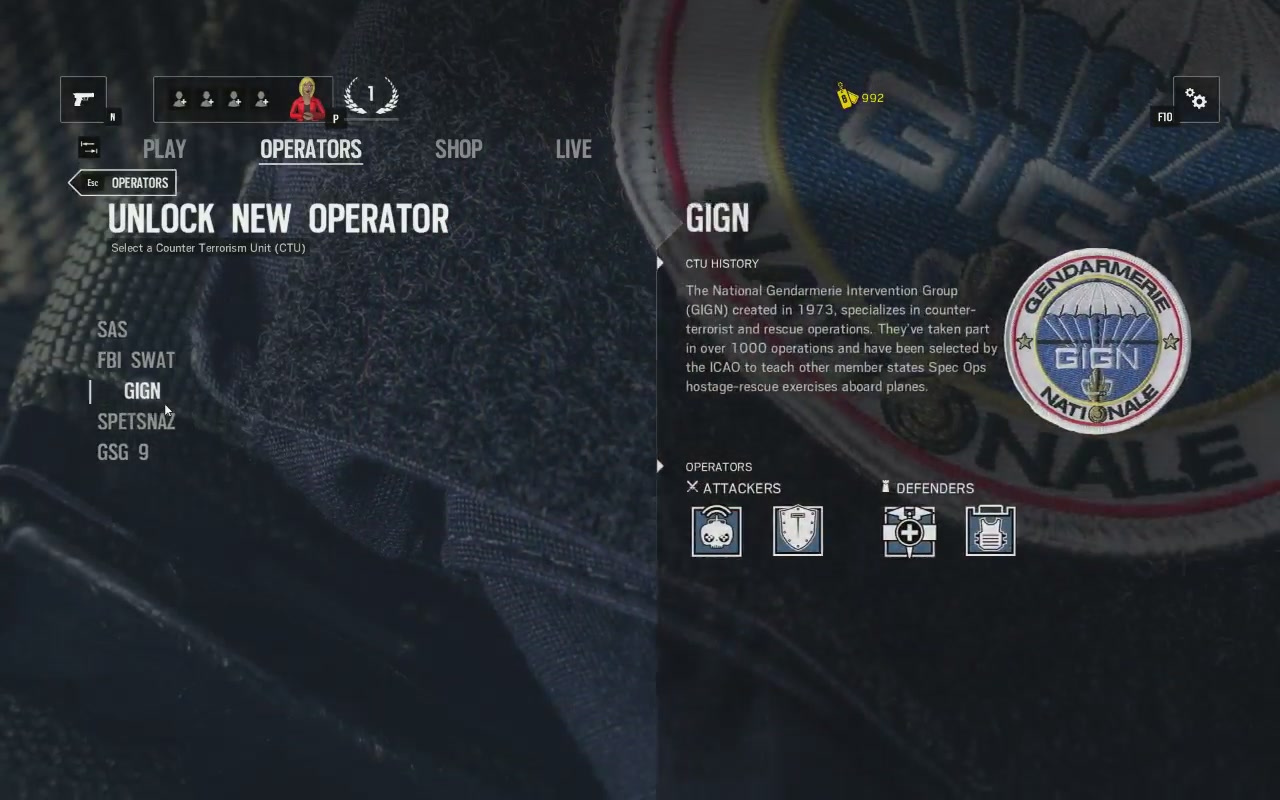 1
992
N
P
F10
PLAY
OPERATORS
SHOP
LIVE
Esc OPERATORS
UNLOCK NEW OPERATOR
Select a Counter Terrorism Unit (CTU)
SAS
FBI SWAT
GIGN
SPETSNAZ
GSG 9
GIGN
CTU HISTORY
The National Gendarmerie Intervention Group
(GIGN) created in 1973, specializes in counter-
terrorist and rescue operations. They've taken part
in over 1000 operations and have been selected by
the ICAO to teach other member states Spec Ops
hostage-rescue exercises aboard planes.
GENDARMERIE
GIGN
NATIONALE
OPERATORS
ATTACKERS
DEFENDERS
GIGN
ONALE